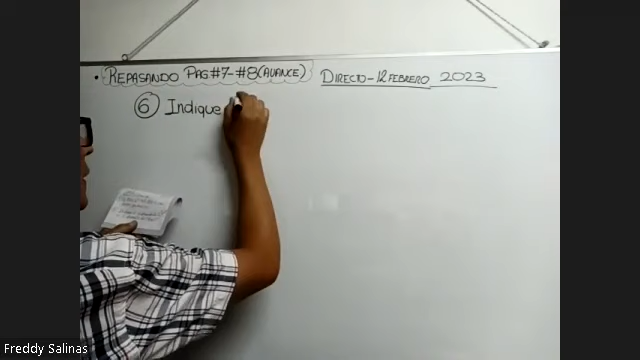 • REPASANDO PAG#7-#8(AVANCE) DIRECTO-12 FEBRERO 2023
⑥ Indique
Freddy Salinas